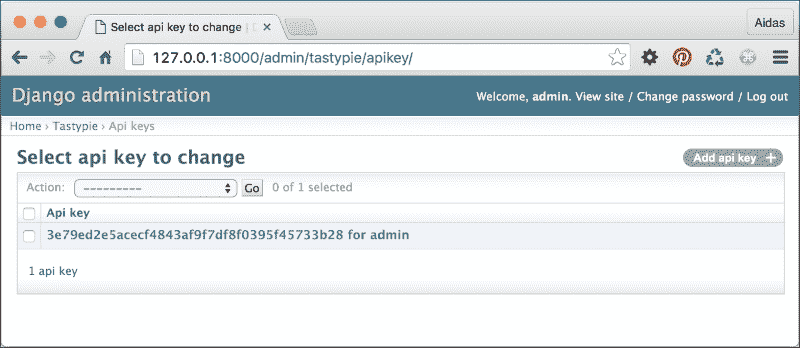 Select api key to change | D
Aidas
127.0.0.1:8000/admin/tastypie/apikey/
Django administration
Welcome, admin. View site / Change password / Log out
Home › Tastypie › Api keys
Select api key to change
Add api key +
Action: --------- Go 0 of 1 selected
Api key
3e79ed2e5acecf4843af9f7df8f0395f45733b28 for admin
1 api key